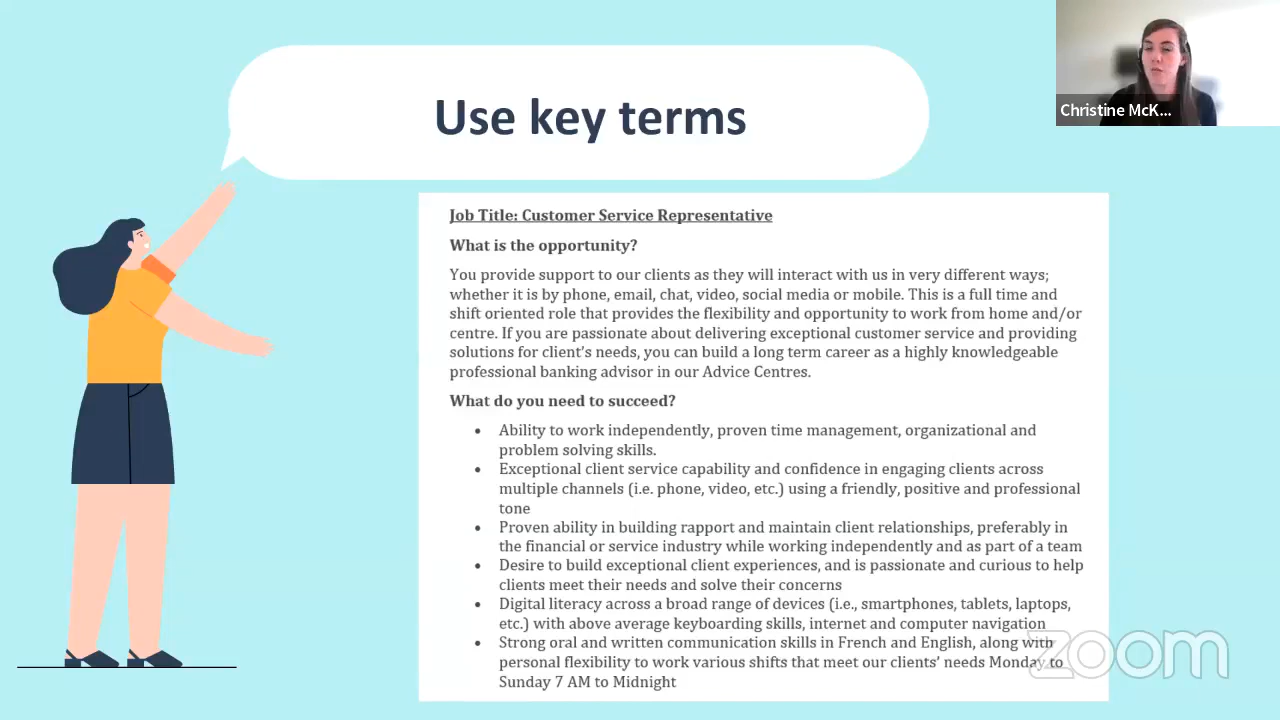 Use key terms
Christine McK...
Job Title: Customer Service Representative
What is the opportunity?
You provide support to our clients as they will interact with us in very different ways;
whether it is by phone, email, chat, video, social media or mobile. This is a full time and
shift oriented role that provides the flexibility and opportunity to work from home and/or
centre. If you are passionate about delivering exceptional customer service and providing
solutions for client's needs, you can build a long term career as a highly knowledgeable
professional banking advisor in our Advice Centres.
What do you need to succeed?
• Ability to work independently, proven time management, organizational and
problem solving skills.
• Exceptional client service capability and confidence in engaging clients across
multiple channels (i.e. phone, video, etc.) using a friendly, positive and professional
tone
• Proven ability in building rapport and maintain client relationships, preferably in
the financial or service industry while working independently and as part of a team
• Desire to build exceptional client experiences, and is passionate and curious to help
clients meet their needs and solve their concerns
• Digital literacy across a broad range of devices (i.e., smartphones, tablets, laptops,
etc.) with above average keyboarding skills, internet and computer navigation
• Strong oral and written communication skills in French and English, along with
personal flexibility to work various shifts that meet our clients' needs Monday to
Sunday 7 AM to Midnight
zoom